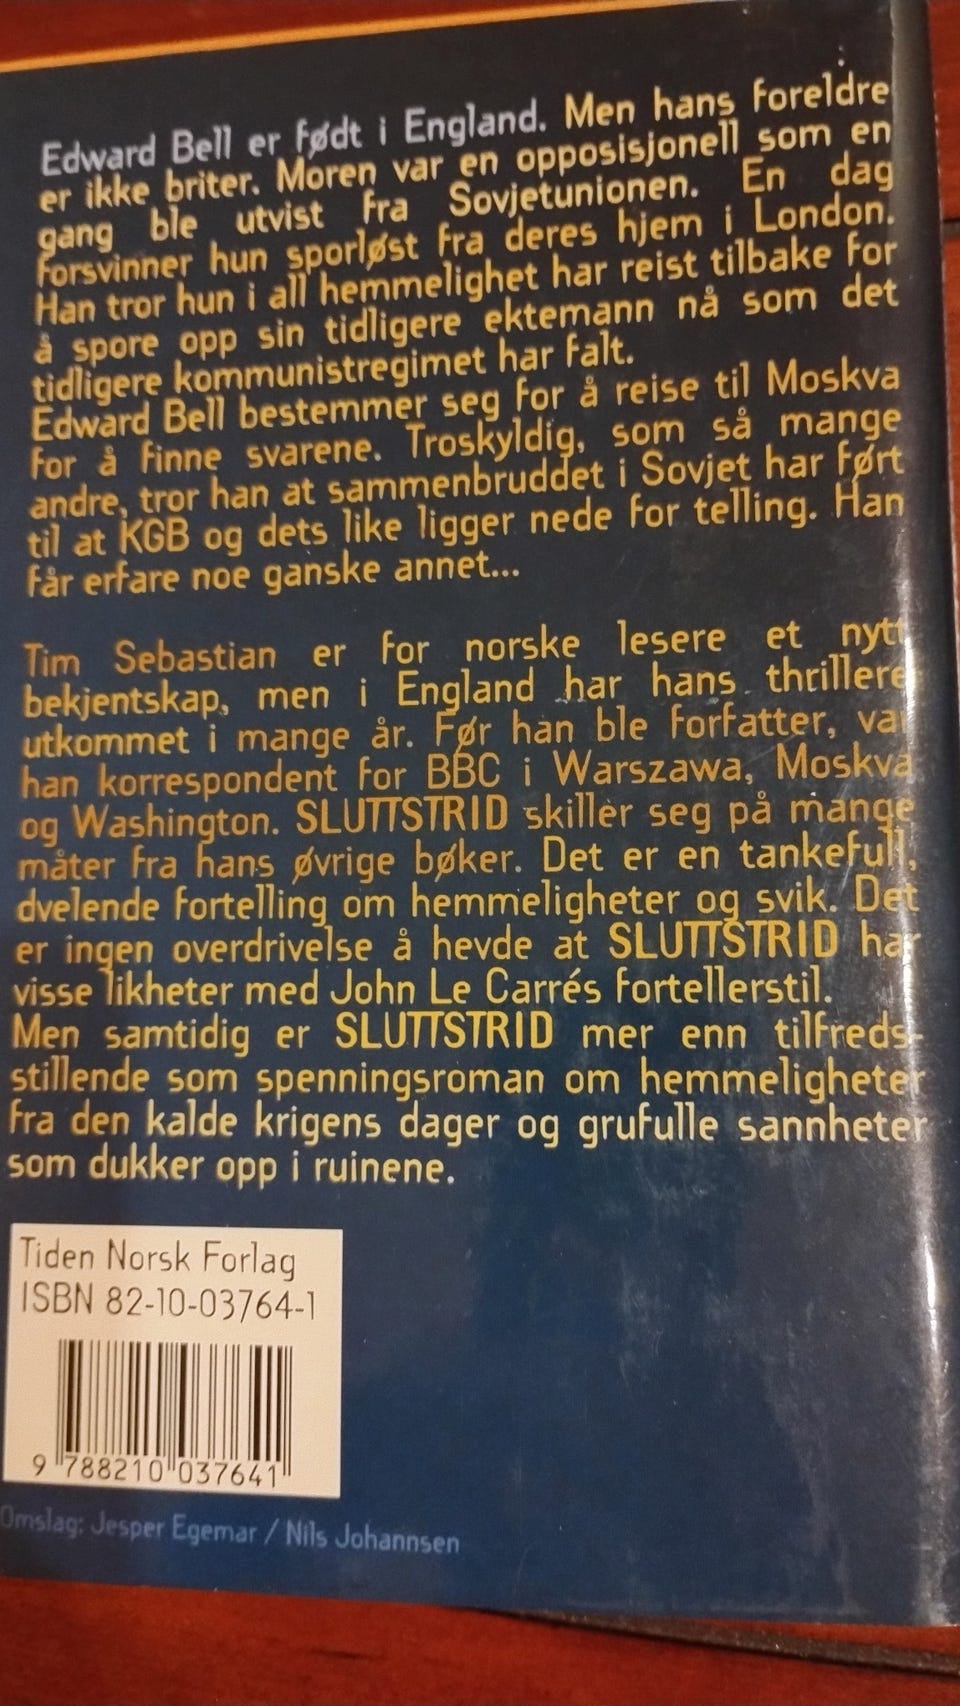 Edward Bell er født i England. Men hans foreldre
er ikke briter. Moren var en opposisjonell som en
gang ble utvist fra Sovjetunionen. En dag
forsvinner hun sporløst fra deres hjem i London.
Han tror hun i all hemmelighet har reist tilbake for
å spore opp sin tidligere ektemann nå som det
tidligere kommunistregimet har falt.
Edward Bell bestemmer seg for å reise til Moskva
for å finne svarene. Troskyldig, som så mange
andre, tror han at sammenbruddet i Sovjet har ført
til at KGB og dets like ligger nede for telling. Han
får erfare noe ganske annet...
Tim Sebastian er for norske lesere et nytt
bekjentskap, men i England har hans thrillere
utkommet i mange år. Før han ble forfatter, var
han korrespondent for BBC i Warszawa, Moskva
og Washington. SLUTTSTRID skiller seg på mange
måter fra hans øvrige bøker. Det er en tankefull,
dvelende fortelling om hemmeligheter og svik. Det
er ingen overdrivelse å hevde at SLUTTSTRID har
visse likheter med John Le Carrés fortellerstil.
Men samtidig er SLUTTSTRID mer enn tilfreds-
stillende som spenningsroman om hemmeligheter
fra den kalde krigens dager og grufulle sannheter
som dukker opp i ruinene.
Tiden Norsk Forlag
ISBN 82-10-03764-1
9 788210 037641
Omslag: Jesper Egemar / Nils Johannsen